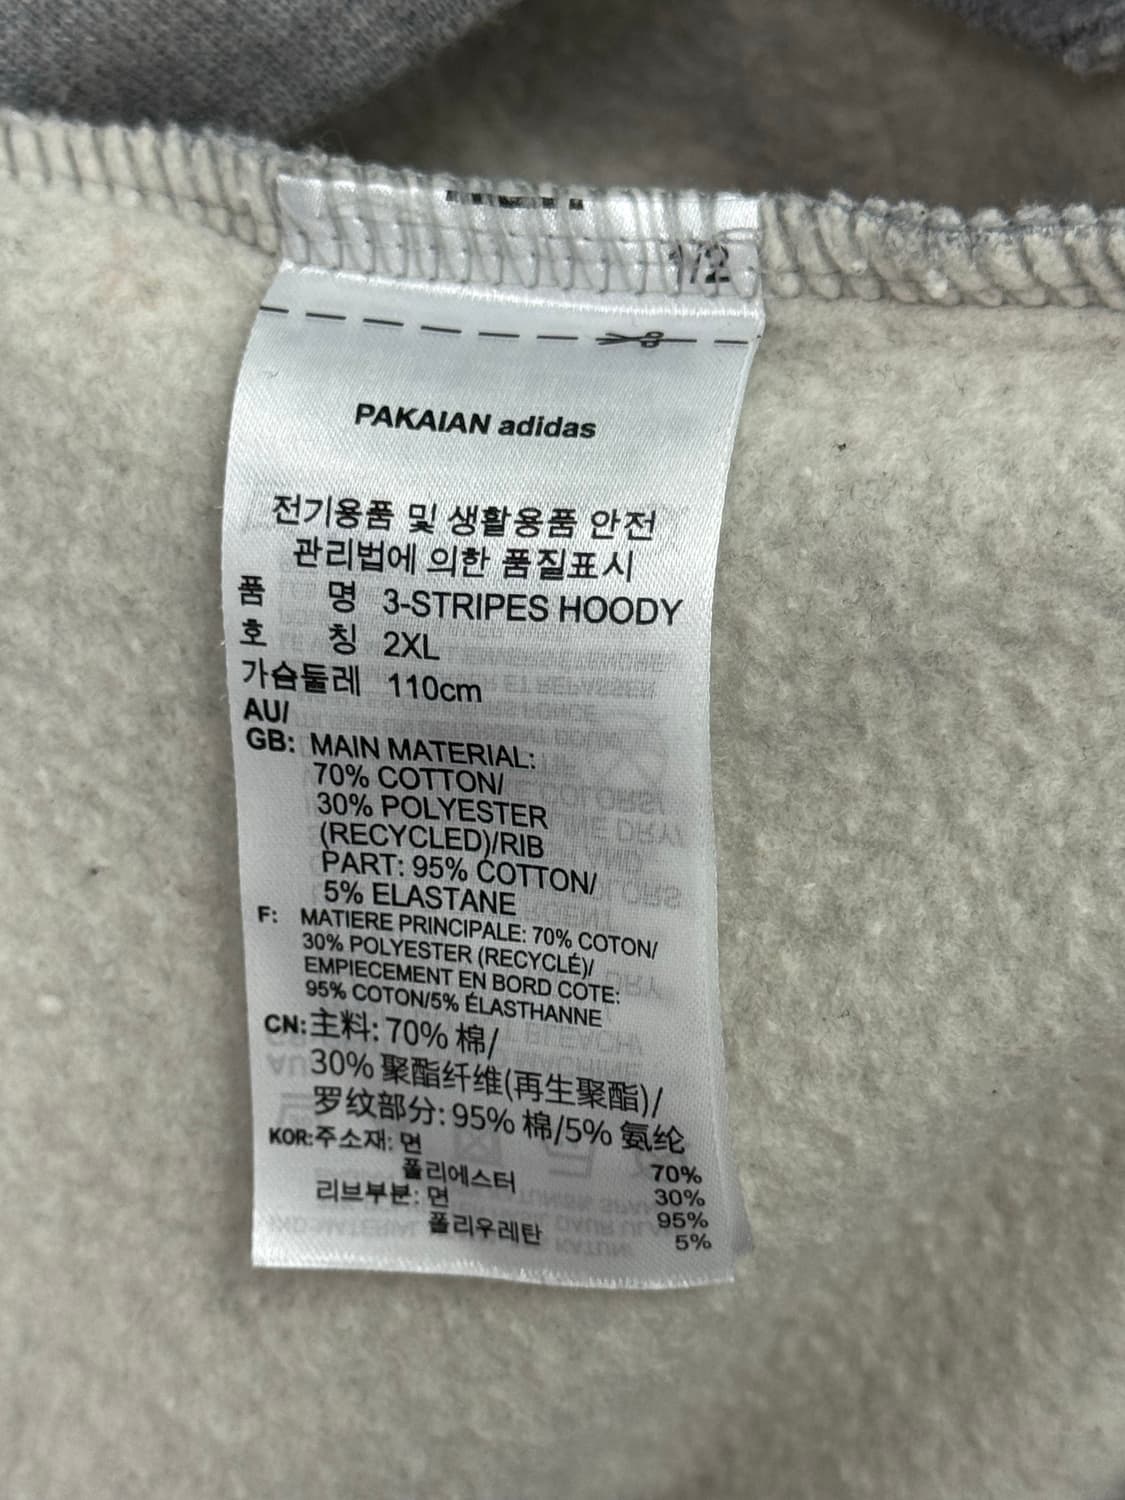 1/2
PAKAIAN adidas
전기용품 및 생활용품 안전
관리법에 의한 품질표시
품 명 3-STRIPES HOODY
호 칭 2XL
가슴둘레 110cm
AU/
GB: MAIN MATERIAL:
70% COTTON/
30% POLYESTER
(RECYCLED)/RIB
PART: 95% COTTON/
5% ELASTANE
F: MATIERE PRINCIPALE: 70% COTON/
30% POLYESTER (RECYCLÉ)/
EMPIECEMENT EN BORD COTE:
95% COTON/5% ÉLASTHANNE
CN: 主料: 70% 棉/
30% 聚酯纤维(再生聚酯)/
罗纹部分: 95% 棉/5% 氨纶
KOR: 주소재: 면 70%
폴리에스터 30%
리브부분: 면 95%
폴리우레탄 5%